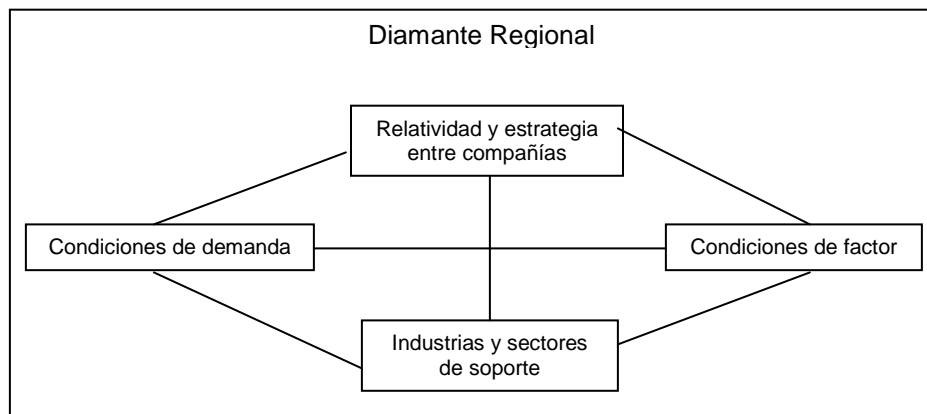 Diamante Regional
Relatividad y estrategia
entre compañías
Condiciones de demanda
Condiciones de factor
Industrias y sectores
de soporte